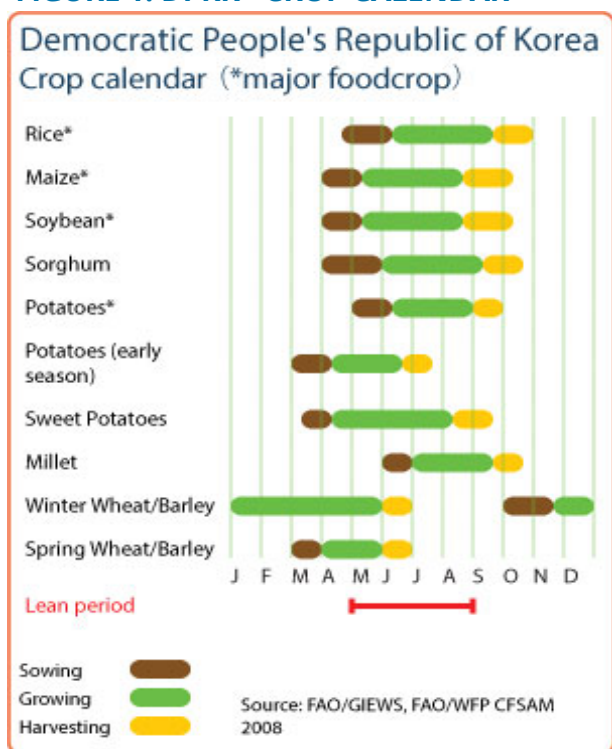 Democratic People's Republic of Korea
Crop calendar (*major foodcrop)
Rice*
Maize*
Soybean*
Sorghum
Potatoes*
Potatoes (early
season)
Sweet Potatoes
Millet
Winter Wheat/Barley
Spring Wheat/Barley
J F M A M J J A S O N D
Lean period
Sowing
Growing
Harvesting
Source: FAO/GIEWS, FAO/WFP CFSAM
2008